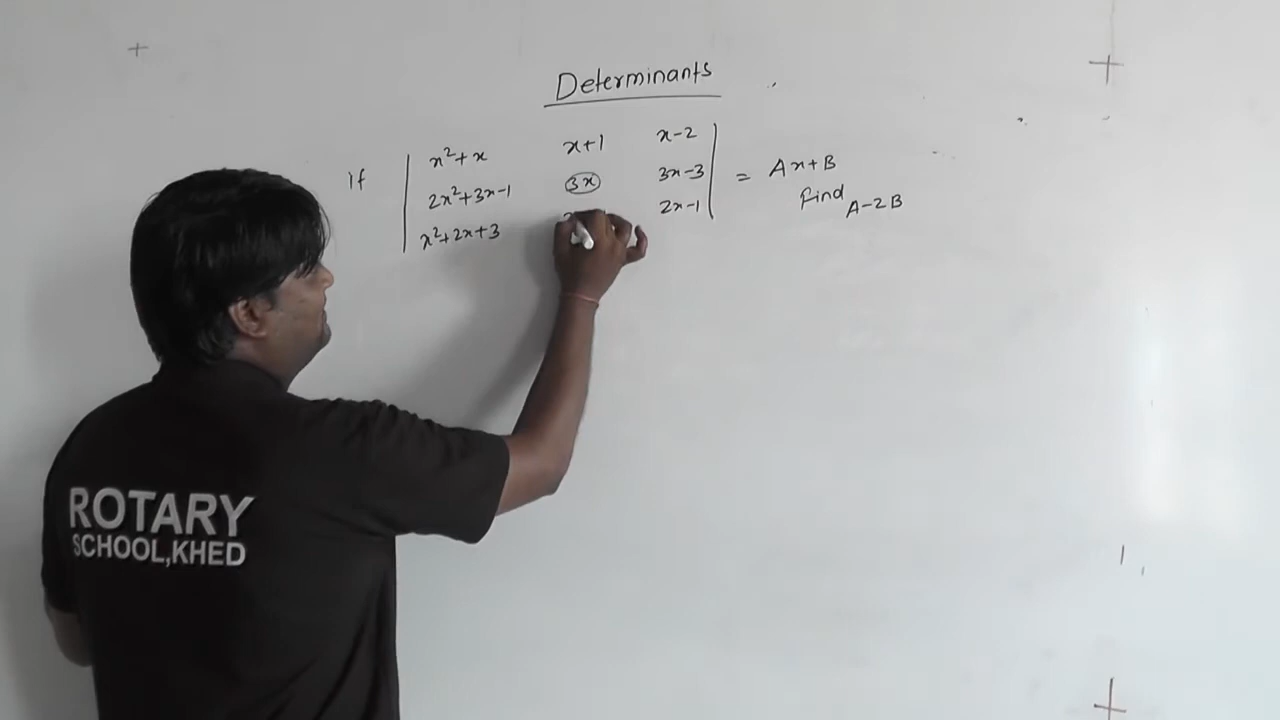 Determinants
If | x²+x x+1 x-2 | = Ax+B
2x²+3x-1 3x 3x-3 Find A-2B
x²+2x+3 2x-1
ROTARY
SCHOOL,KHED